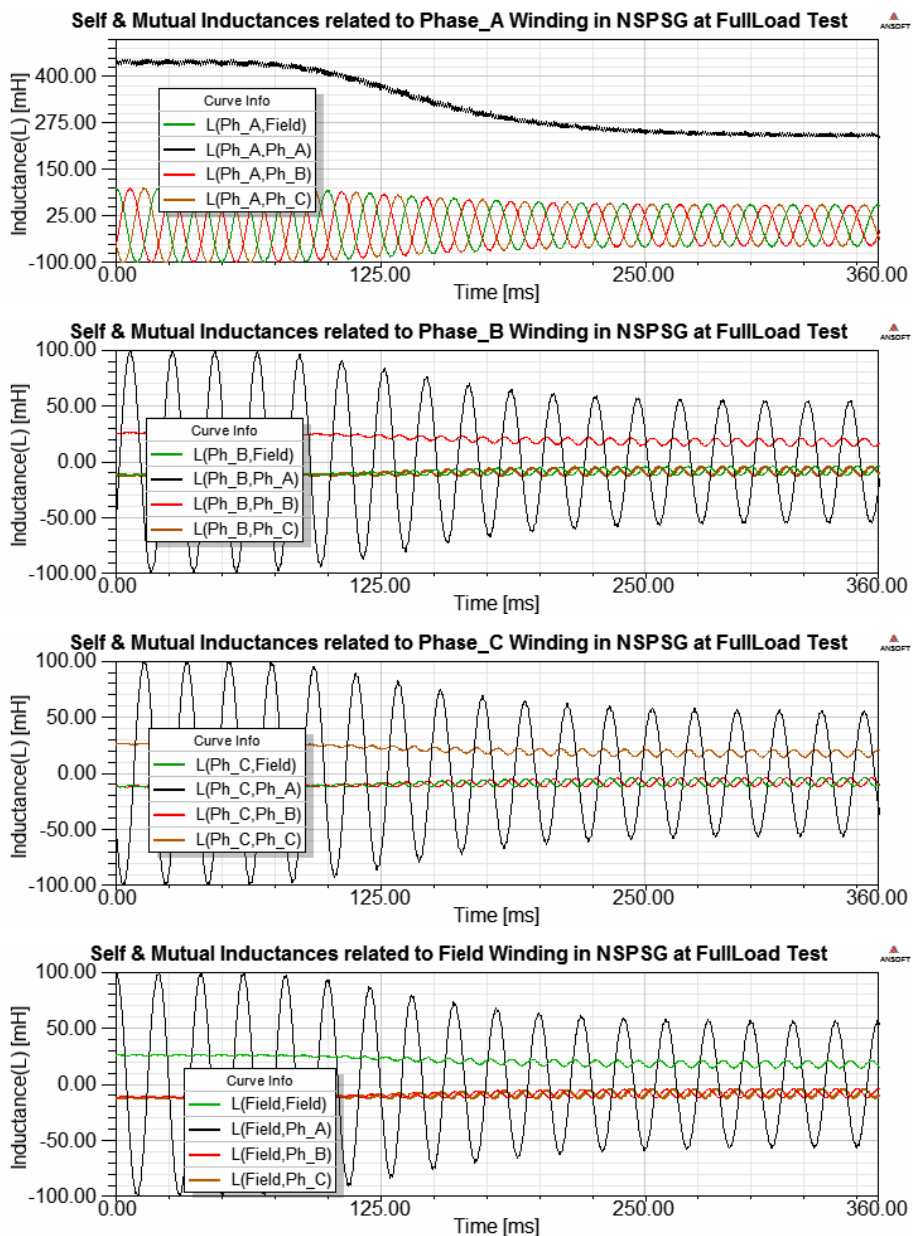 Self & Mutual Inductances related to Phase_A Winding in NSPSG at FullLoad Test
ANSOFT
Inductance(L) [mH]
400.00
275.00
150.00
25.00
-100.00
Curve Info
L(Ph_A,Field)
L(Ph_A,Ph_A)
L(Ph_A,Ph_B)
L(Ph_A,Ph_C)
0.00 125.00 250.00 360.00
Time [ms]
Self & Mutual Inductances related to Phase_B Winding in NSPSG at FullLoad Test
ANSOFT
Inductance(L) [mH]
100.00
50.00
0.00
-50.00
-100.00
Curve Info
L(Ph_B,Field)
L(Ph_B,Ph_A)
L(Ph_B,Ph_B)
L(Ph_B,Ph_C)
0.00 125.00 250.00 360.00
Time [ms]
Self & Mutual Inductances related to Phase_C Winding in NSPSG at FullLoad Test
ANSOFT
Inductance(L) [mH]
100.00
50.00
0.00
-50.00
-100.00
Curve Info
L(Ph_C,Field)
L(Ph_C,Ph_A)
L(Ph_C,Ph_B)
L(Ph_C,Ph_C)
0.00 125.00 250.00 360.00
Time [ms]
Self & Mutual Inductances related to Field Winding in NSPSG at FullLoad Test
ANSOFT
Inductance(L) [mH]
100.00
50.00
0.00
-50.00
-100.00
Curve Info
L(Field,Field)
L(Field,Ph_A)
L(Field,Ph_B)
L(Field,Ph_C)
0.00 125.00 250.00 360.00
Time [ms]